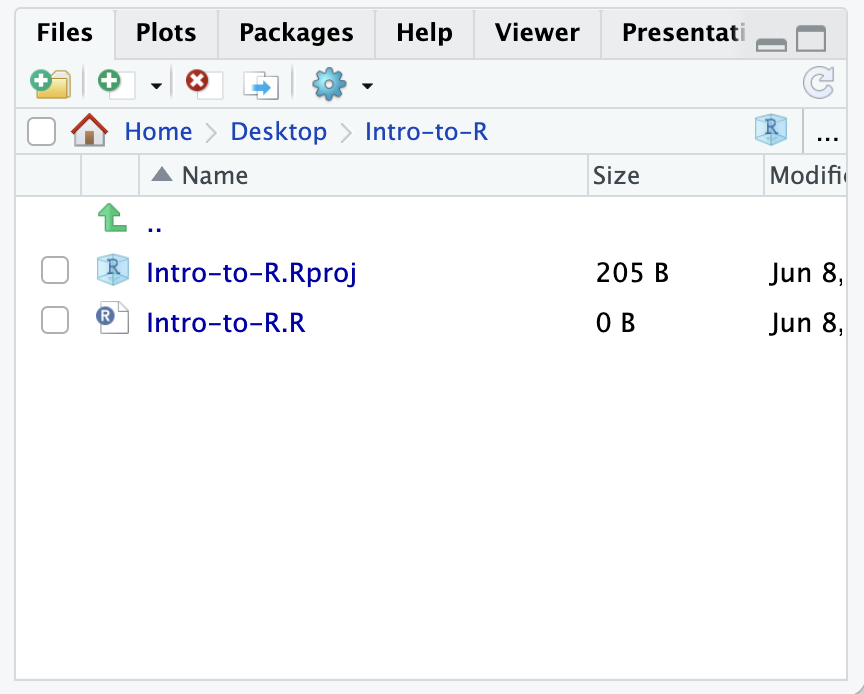 Files Plots Packages Help Viewer Presentati
Home Desktop Intro-to-R R ...
Name Size Modifie
..
R Intro-to-R.Rproj 205 B Jun 8,
R Intro-to-R.R 0 B Jun 8,